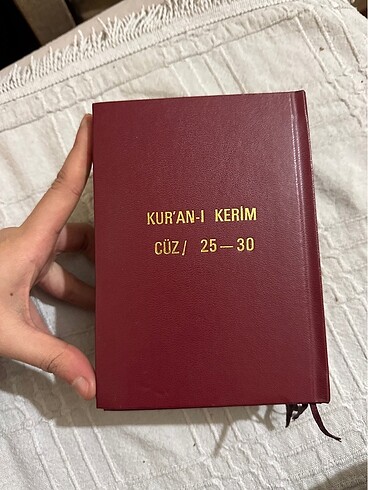 KUR'AN-I KERİM
CÜZ/ 25-30